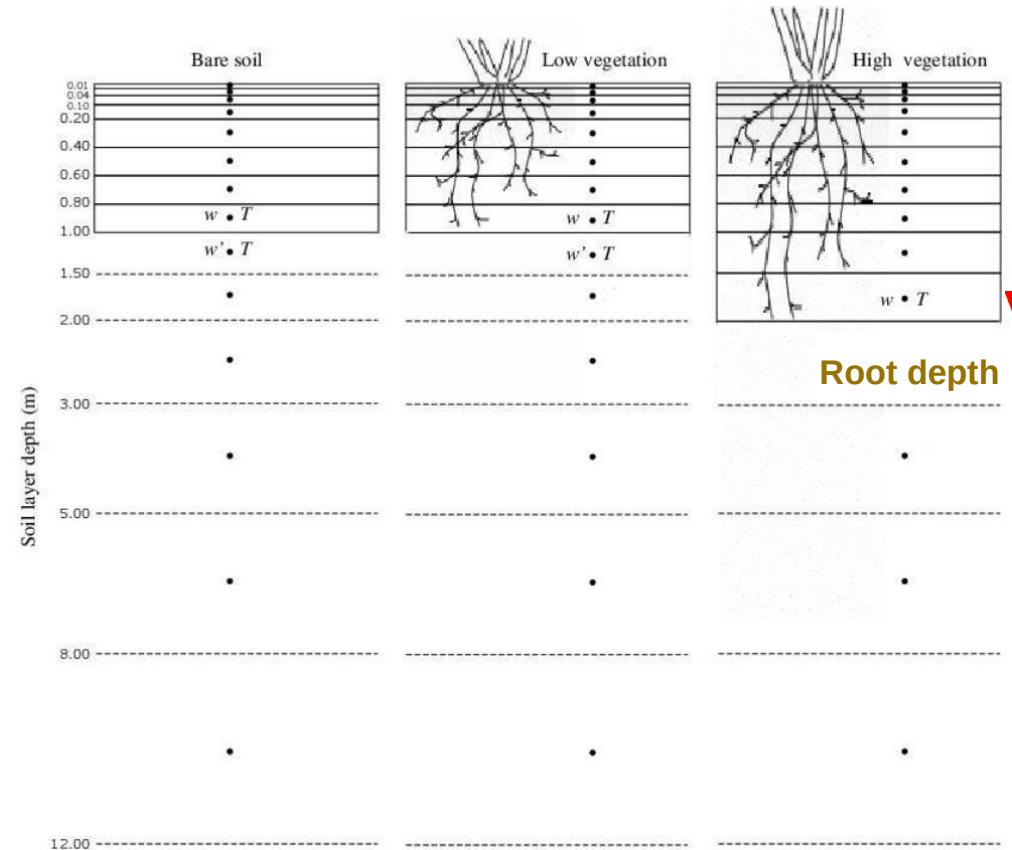 Bare soil
Low vegetation
High vegetation
0.01
0.04
0.10
0.20
0.40
0.60
0.80
w T
w T
1.00
w' T
w' T
1.50
w T
2.00
Root depth
3.00
Soil layer depth (m)
5.00
8.00
12.00